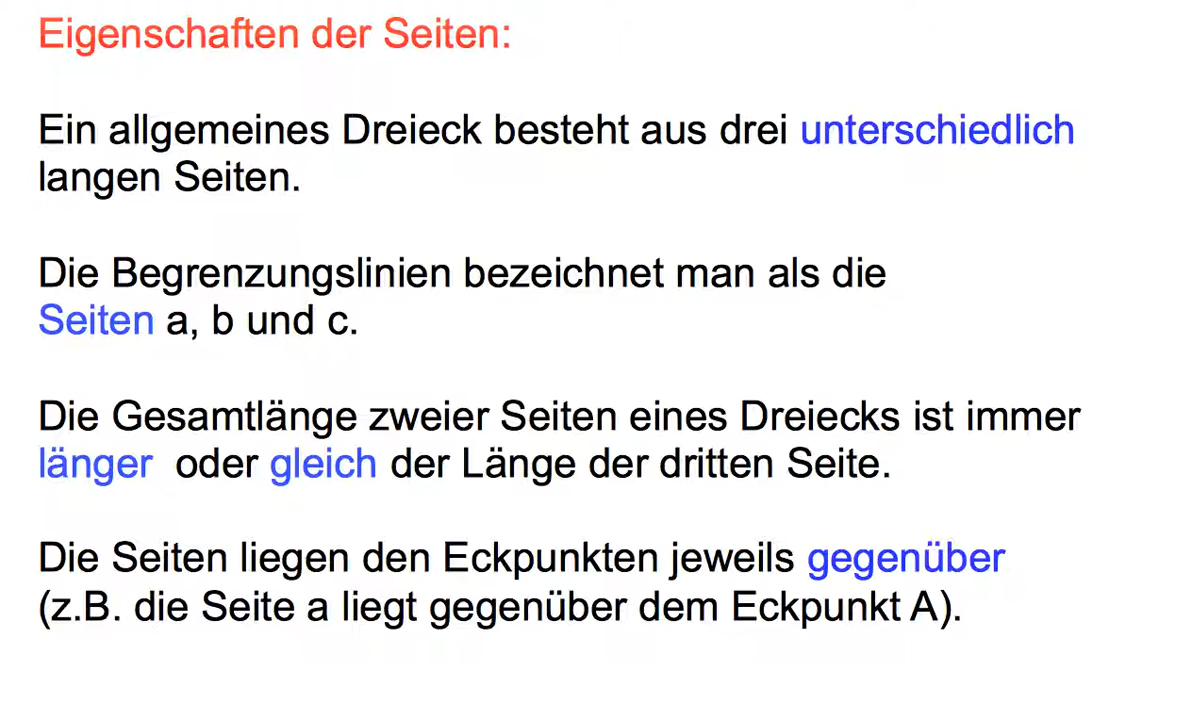 Eigenschaften der Seiten:
Ein allgemeines Dreieck besteht aus drei unterschiedlich
langen Seiten.
Die Begrenzungslinien bezeichnet man als die
Seiten a, b und c.
Die Gesamtlänge zweier Seiten eines Dreiecks ist immer
länger oder gleich der Länge der dritten Seite.
Die Seiten liegen den Eckpunkten jeweils gegenüber
(z.B. die Seite a liegt gegenüber dem Eckpunkt A).